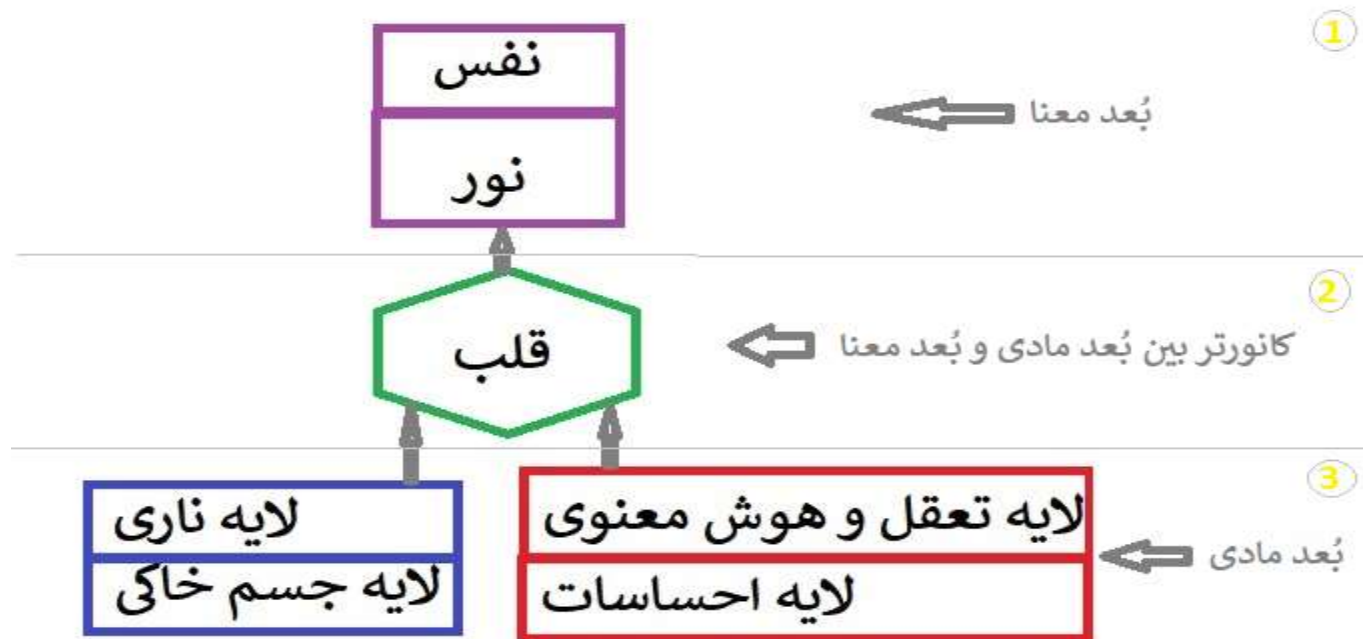 ①
نفس
بُعد معنا
نور
②
قلب
کانورتر بین بُعد مادی و بُعد معنا
③
لایه تعقل و هوش معنوی
لایه ناری
بُعد مادی
لایه احساسات
لایه جسم خاکی